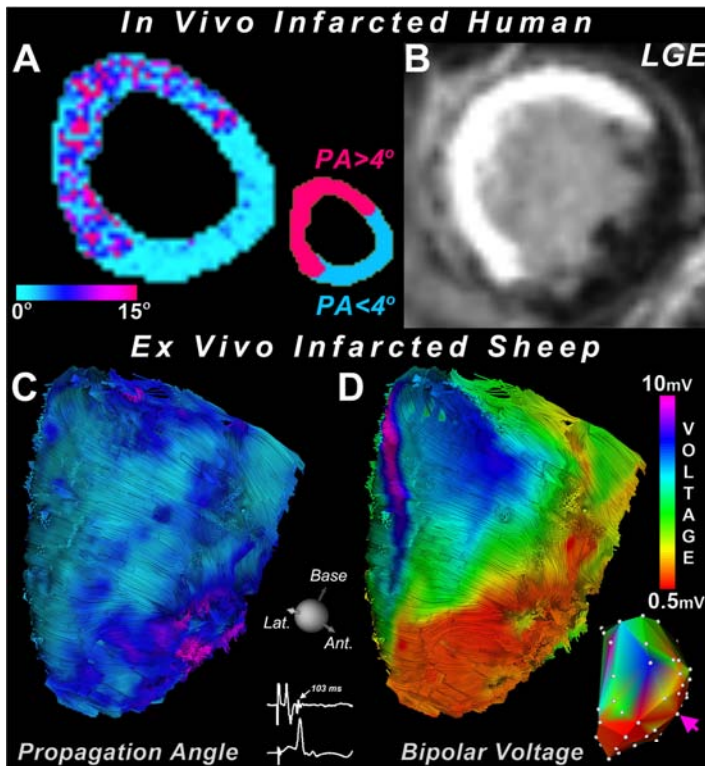 In Vivo Infarcted Human
A
B
LGE
PA>4°
0°
15°
PA<4°
Ex Vivo Infarcted Sheep
C
D
10mV
VOLTAGE
0.5mV
Base
Lat.
Ant.
103 ms
Propagation Angle
Bipolar Voltage